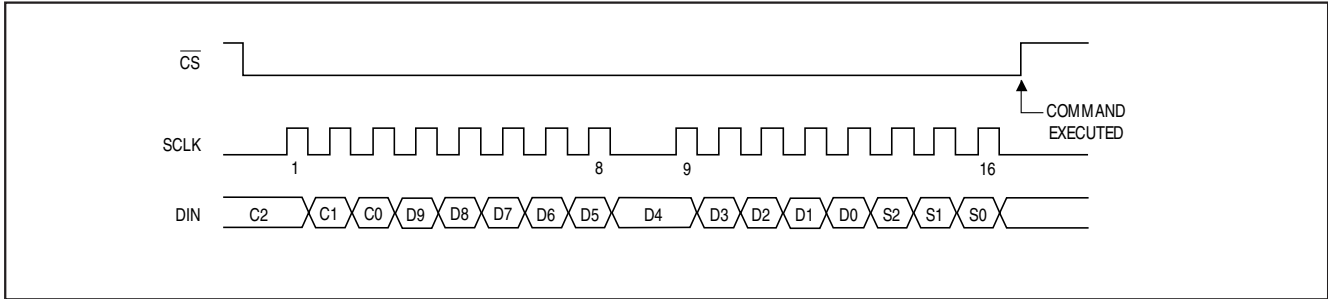 CS
COMMAND
EXECUTED
SCLK
1 8 9 16
DIN C2 C1 C0 D9 D8 D7 D6 D5 D4 D3 D2 D1 D0 S2 S1 S0